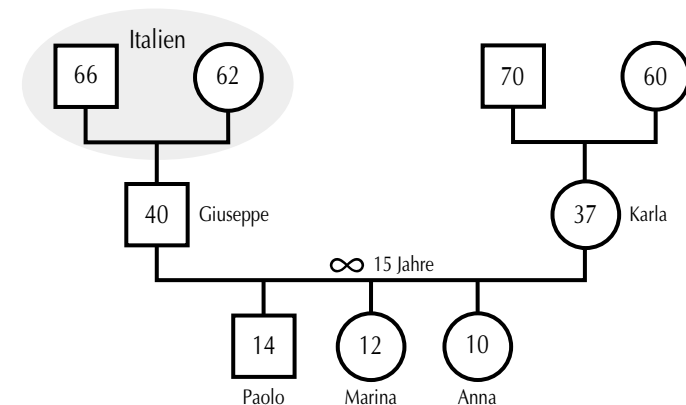 Italien
66 62 70 60
40 Giuseppe 37 Karla
∞ 15 Jahre
14 12 10
Paolo Marina Anna